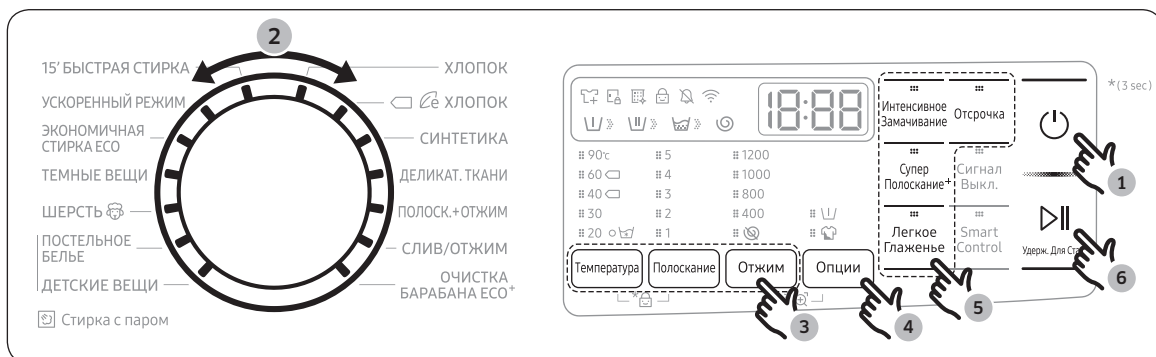 2
15’ БЫСТРАЯ СТИРКА
УСКОРЕННЫЙ РЕЖИМ
ЭКОНОМИЧНАЯ
СТИРКА ECO
ТЕМНЫЕ ВЕЩИ
ШЕРСТЬ
ПОСТЕЛЬНОЕ
БЕЛЬЕ
ДЕТСКИЕ ВЕЩИ
Стирка с паром
ХЛОПОК
ХЛОПОК
СИНТЕТИКА
ДЕЛИКАТ. ТКАНИ
ПОЛОСК.+ОТЖИМ
СЛИВ/ОТЖИМ
ОЧИСТКА
БАРАБАНА ECO+
18:88
90℃ 5 1200
60 4 1000
40 3 800
30 2 400
20 1
Температура Полоскание Отжим Опции
*
3
4
Интенсивное
Замачивание
Отсрочка
Супер
Полоскание+
Сигнал
Выкл.
Легкое
Глаженье
Smart
Control
5
*(3 sec)
1
Удерж. Для Ста
6